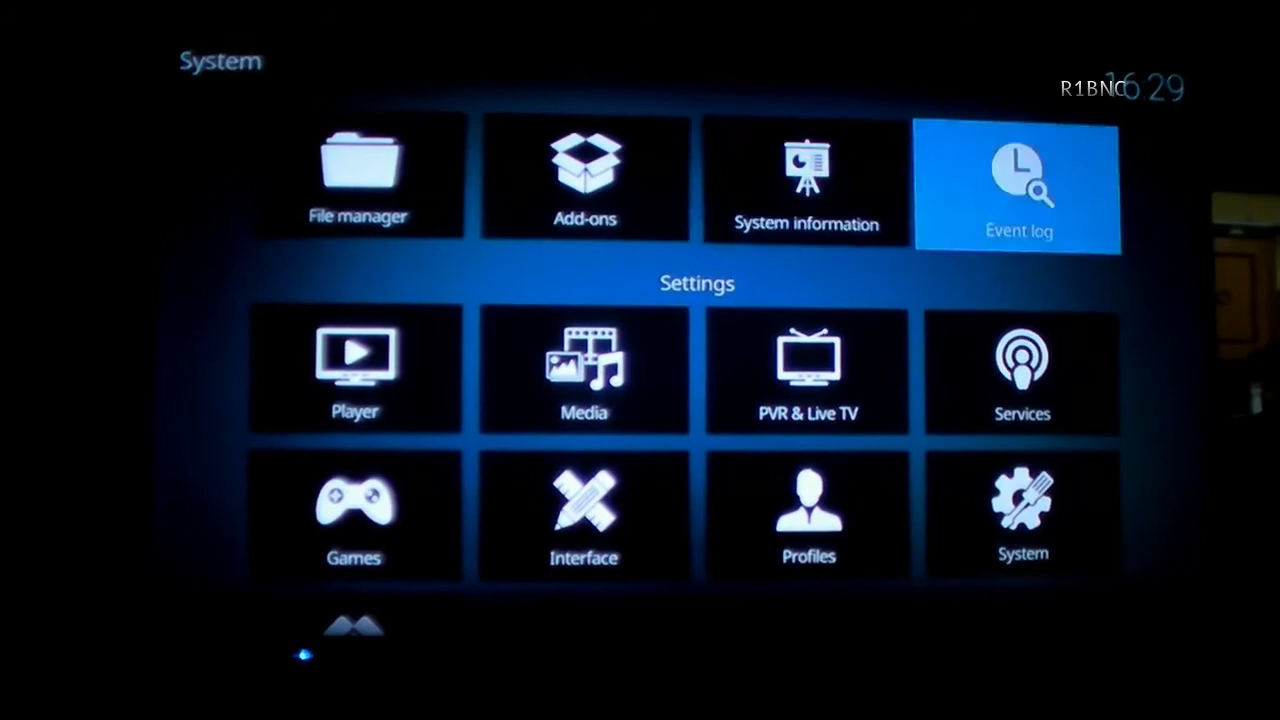 System
R1BNC
16:29
File manager
Add-ons
System information
Event log
Settings
Player
Media
PVR & Live TV
Services
Games
Interface
Profiles
System